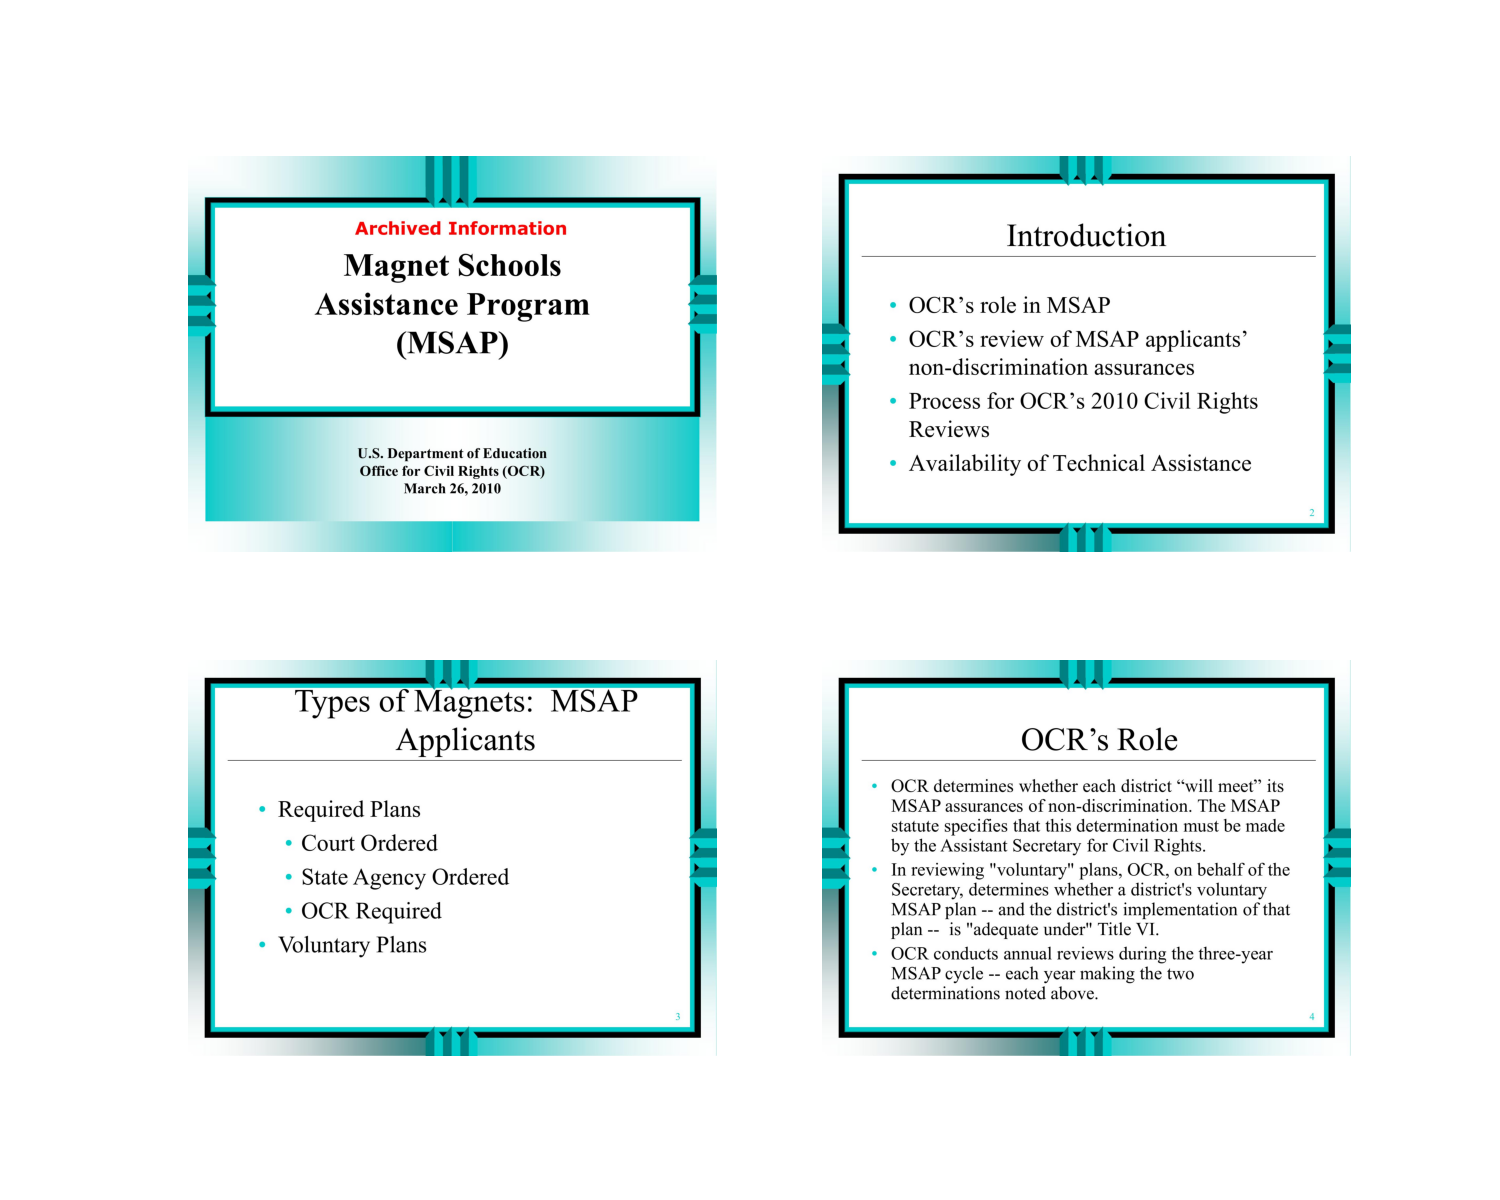 Archived Information
Magnet Schools
Assistance Program
(MSAP)
U.S. Department of Education
Office for Civil Rights (OCR)
March 26, 2010
Introduction
• OCR’s role in MSAP
• OCR’s review of MSAP applicants’
non-discrimination assurances
• Process for OCR’s 2010 Civil Rights
Reviews
• Availability of Technical Assistance
2
Types of Magnets:  MSAP
Applicants
• Required Plans
• Court Ordered
• State Agency Ordered
• OCR Required
• Voluntary Plans
3
OCR’s Role
• OCR determines whether each district “will meet” its
MSAP assurances of non-discrimination. The MSAP
statute specifies that this determination must be made
by the Assistant Secretary for Civil Rights.
• In reviewing "voluntary" plans, OCR, on behalf of the
Secretary, determines whether a district's voluntary
MSAP plan -- and the district's implementation of that
plan --  is "adequate under" Title VI.
• OCR conducts annual reviews during the three-year
MSAP cycle -- each year making the two
determinations noted above.
4